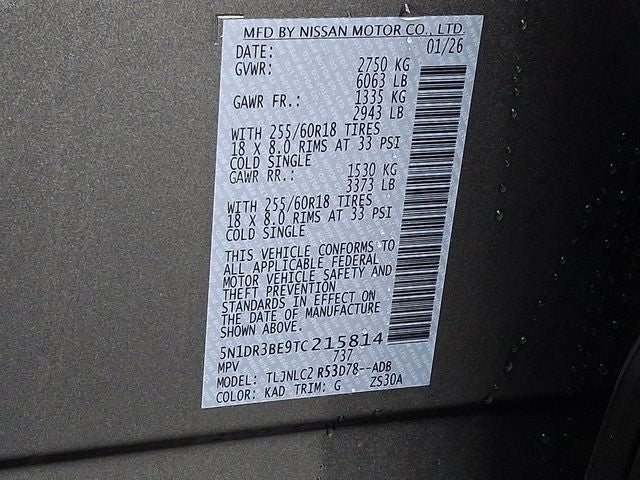 MFD BY NISSAN MOTOR CO., LTD.
DATE: 01/26
GVWR: 2750 KG
6063 LB
GAWR FR.: 1335 KG
2943 LB
WITH 255/60R18 TIRES
18 X 8.0 RIMS AT 33 PSI
COLD SINGLE
GAWR RR.: 1530 KG
3373 LB
WITH 255/60R18 TIRES
18 X 8.0 RIMS AT 33 PSI
COLD SINGLE
THIS VEHICLE CONFORMS TO
ALL APPLICABLE FEDERAL
MOTOR VEHICLE SAFETY AND
THEFT PREVENTION
STANDARDS IN EFFECT ON
THE DATE OF MANUFACTURE
SHOWN ABOVE.
5N1DR3BE9TC215814
MPV 737
MODEL: TLJNLC2 R53D78--ADB
COLOR: KAD TRIM: G ZS30A